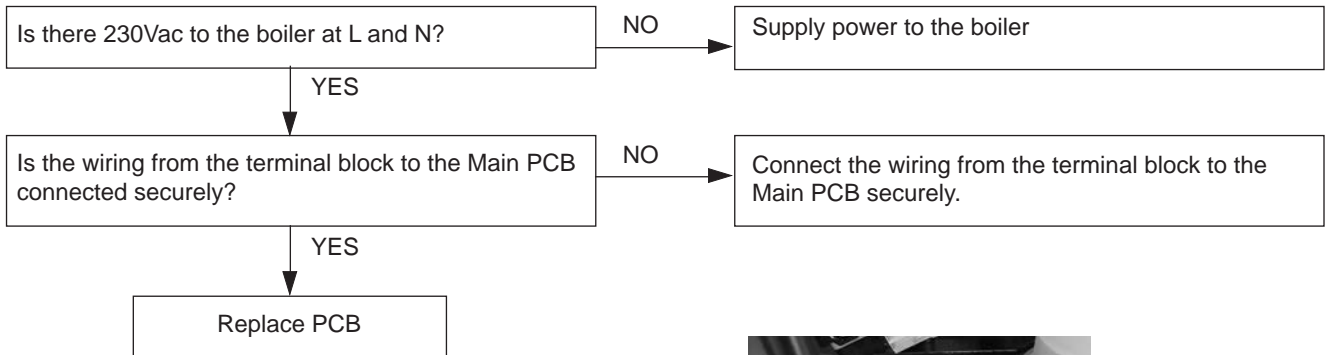 Is there 230Vac to the boiler at L and N?
NO
Supply power to the boiler
YES
Is the wiring from the terminal block to the Main PCB
connected securely?
NO
Connect the wiring from the terminal block to the
Main PCB securely.
YES
Replace PCB